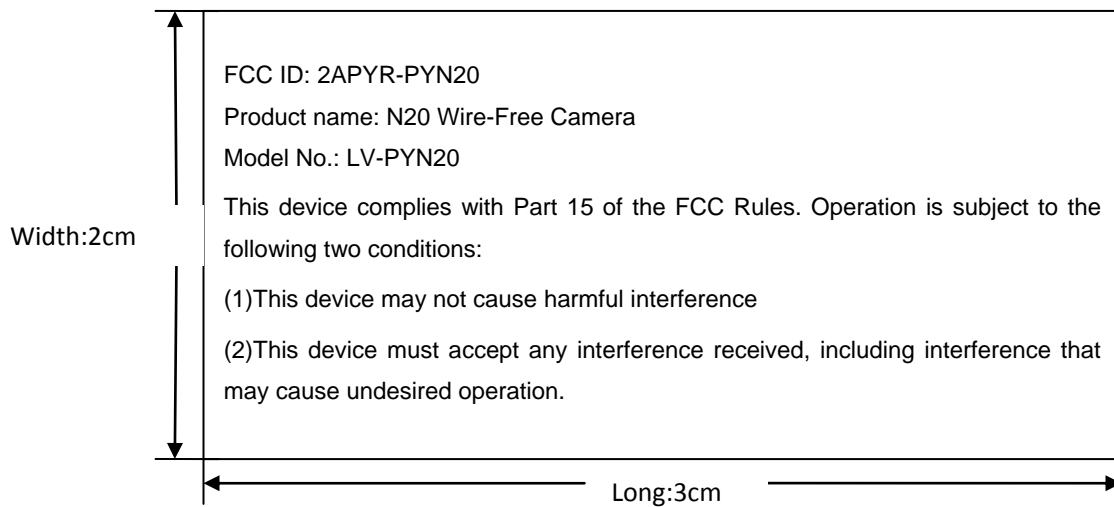 FCC ID: 2APYR-PYN20
Product name: N20 Wire-Free Camera
Model No.: LV-PYN20
This device complies with Part 15 of the FCC Rules. Operation is subject to the
following two conditions:
(1)This device may not cause harmful interference
(2)This device must accept any interference received, including interference that
may cause undesired operation.
Width:2cm
Long:3cm